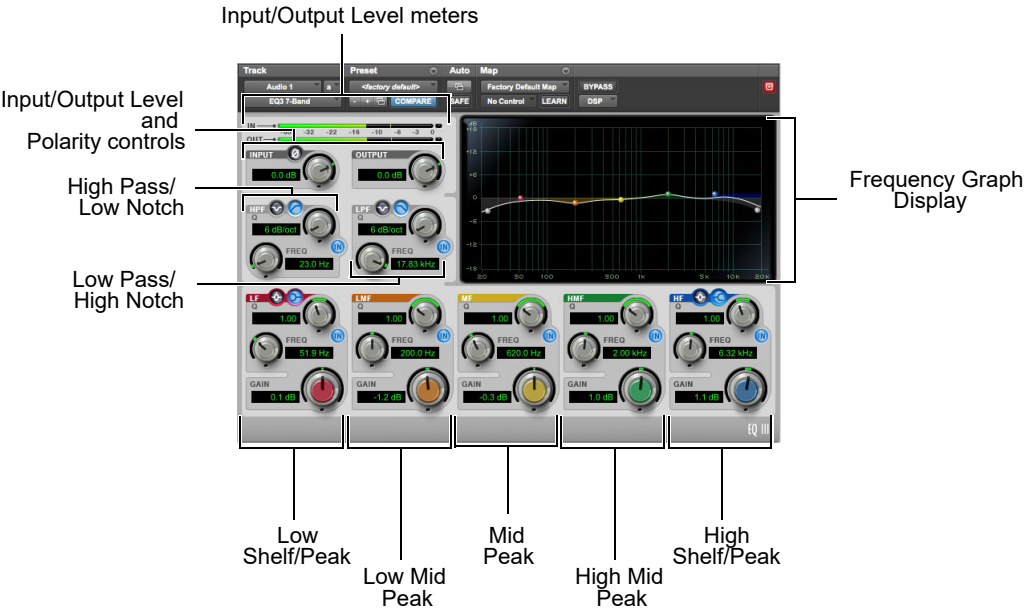 Input/Output Level meters
Track Preset Auto Map
Audio 1 a <factory default> Factory Default Map BYPASS
EQ3 7-Band - + COMPARE SAFE No Control LEARN DSP
Input/Output Level
and
Polarity controls
IN
-32 -22 -16 -10 -6 -3 0
OUT
INPUT Ø OUTPUT
0.0 dB 0.0 dB
High Pass/
Low Notch
HPF LPF
Q Q
6 dB/oct 6 dB/oct
IN IN
FREQ FREQ
23.0 Hz 17.83 kHz
Low Pass/
High Notch
dB
+18
+12
+6
0
-6
-12
-18
20 50 100 500 1k 5k 10k 20k
Frequency Graph
Display
LF LMF MF HMF HF
Q Q Q Q Q
1.00 1.00 1.00 1.00 1.00
IN IN IN IN IN
FREQ FREQ FREQ FREQ FREQ
51.9 Hz 200.0 Hz 620.0 Hz 2.00 kHz 6.32 kHz
GAIN GAIN GAIN GAIN GAIN
0.1 dB -1.2 dB -0.3 dB 1.0 dB 1.1 dB
EQ III
Low
Shelf/Peak
Low Mid
Peak
Mid
Peak
High Mid
Peak
High
Shelf/Peak